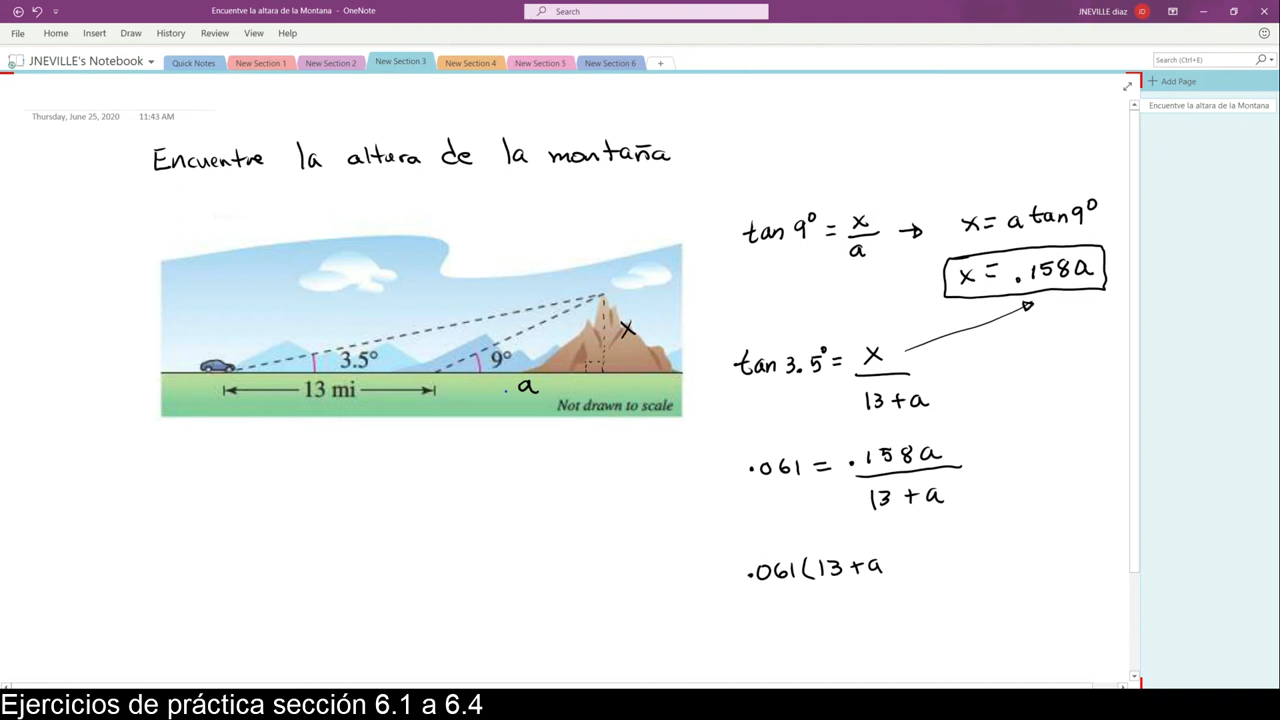 Encuentve la altara de la Montana - OneNote
Search
JNEVILLE diaz
JD
File Home Insert Draw History Review View Help
JNEVILLE's Notebook
Quick Notes
New Section 1
New Section 2
New Section 3
New Section 4
New Section 5
New Section 6
Search (Ctrl+E)
Add Page
Encuentve la altara de la Montana
Thursday, June 25, 2020 11:43 AM
Encuentre la altura de la montaña
x
3.5°
9°
13 mi
a
Not drawn to scale
tan 9° = x/a → x = a tan 9°
x = .158a
tan 3.5° = x/13 + a
.061 = .158a/13 + a
.061(13 + a
Ejercicios de práctica sección 6.1 a 6.4